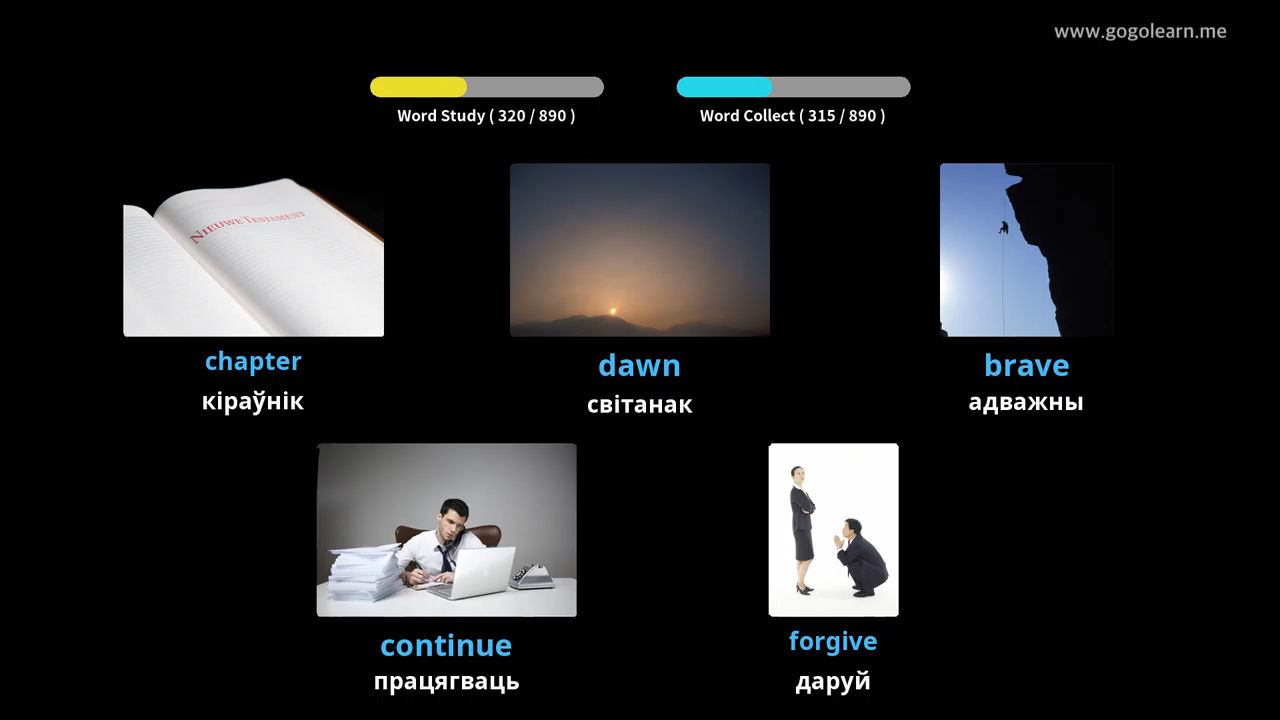 www.gogolearn.me
Word Study ( 320 / 890 )
Word Collect ( 315 / 890 )
NIEUWE TESTAMENT
chapter
кіраўнік
dawn
світанак
brave
адважны
continue
працягваць
forgive
даруй